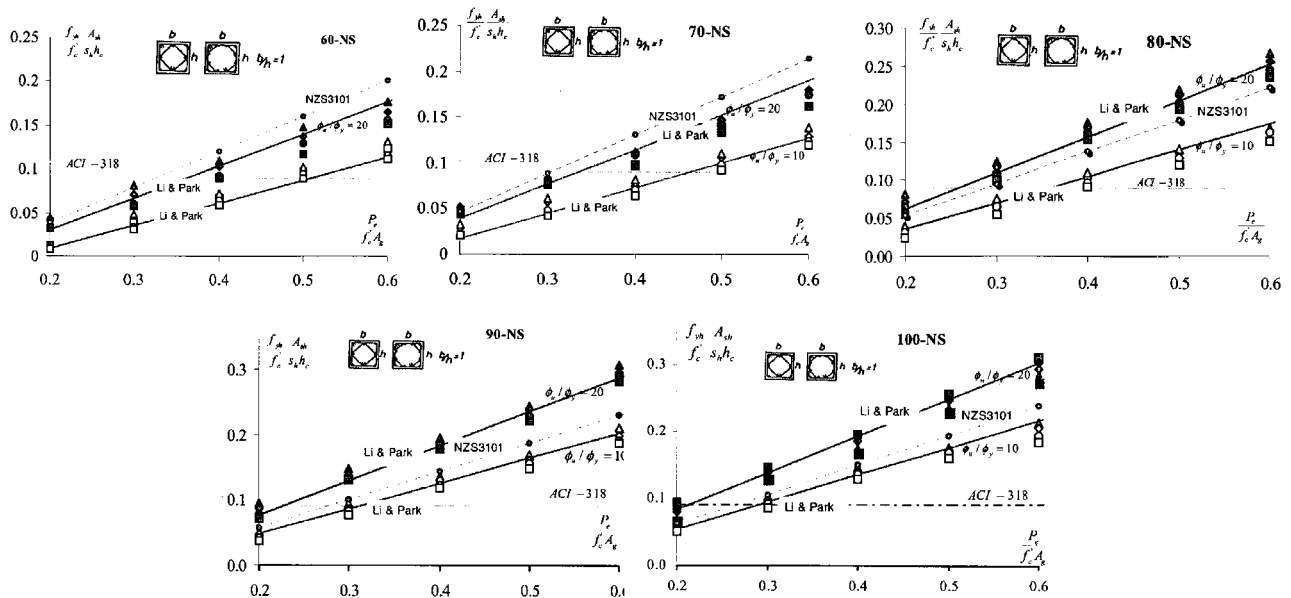 f_yh A_sh
f'_c s_h h_c
b b
h h b/h=1
60-NS
0.25
0.2
0.15
0.1
0.05
0
NZS3101
ϕ_u/ϕ_y = 20
ACI – 318
Li & Park
Li & Park
P_e
f'_c A_g
0.2 0.3 0.4 0.5 0.6
f_yh A_sh
f'_c s_h h_c
b b
h h b/h=1
70-NS
0.25
0.2
0.15
0.1
0.05
0
ϕ_u/ϕ_y = 20
NZS3101
Li & Park
ACI – 318
ϕ_u/ϕ_y = 10
Li & Park
P_e
f'_c A_g
0.2 0.3 0.4 0.5 0.6
f_yh A_sh
f'_c s_h h_c
b b
h h b/h=1
80-NS
0.30
0.25
0.20
0.15
0.10
0.05
0.00
ϕ_u/ϕ_y = 20
Li & Park
NZS3101
ϕ_u/ϕ_y = 10
ACI – 318
Li & Park
P_e
f'_c A_g
0.2 0.3 0.4 0.5 0.6
f_yh A_sh
f'_c s_h h_c
b b
h h b/h=1
90-NS
0.3
0.2
0.1
0.0
ϕ_u/ϕ_y = 20
Li & Park
NZS3101
ϕ_u/ϕ_y = 1(
ACI – 318
Li & Park
P_e
f'_c A_g
0.2 0.3 0.4 0.5 0.6
f_yh A_sh
f'_c s_h h_c
b b
h h b/h=1
100-NS
0.3
0.2
0.1
0.0
ϕ_u/ϕ_y = 20
Li & Park
NZS3101
ϕ_u/ϕ_y = 10
ACI – 318
Li & Park
P_e
f'_c A_g
0.2 0.3 0.4 0.5 0.6